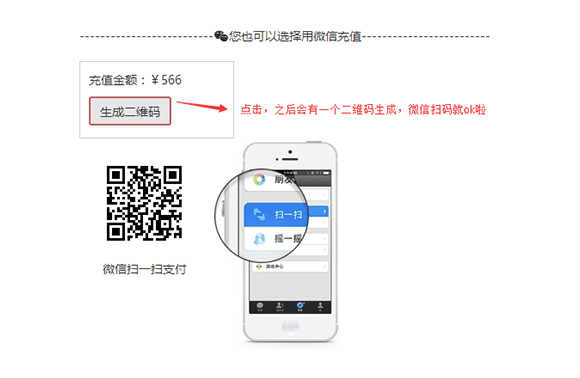 --------------------------您也可以选择用微信充值--------------------------
充值金额：￥566
生成二维码
点击，之后会有一个二维码生成，微信扫码就ok啦
朋友
扫一扫
摇一摇
游戏中心
微信扫一扫支付